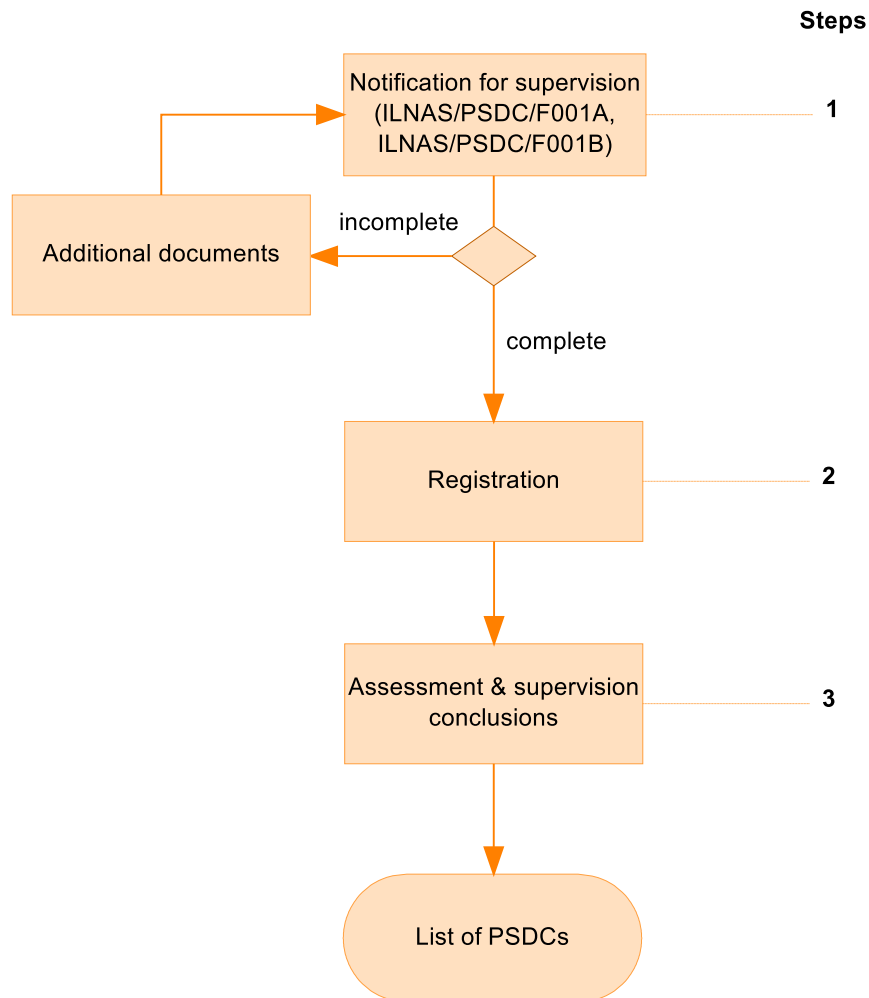 Steps
Notification for supervision
(ILNAS/PSDC/F001A,
ILNAS/PSDC/F001B)
1
incomplete
Additional documents
complete
Registration
2
Assessment & supervision
conclusions
3
List of PSDCs